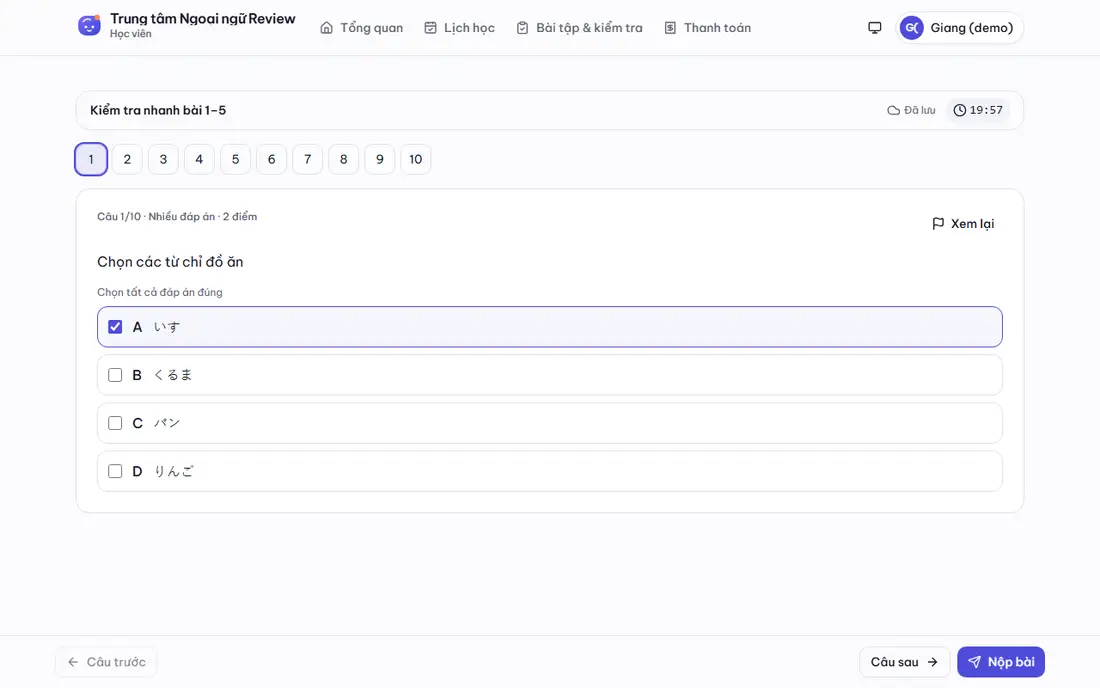 Trung tâm Ngoại ngữ Review
Học viên
Tổng quan
Lịch học
Bài tập & kiểm tra
Thanh toán
G(
Giang (demo)
Kiểm tra nhanh bài 1–5
Đã lưu
19:57
1 2 3 4 5 6 7 8 9 10
Câu 1/10 · Nhiều đáp án · 2 điểm
Xem lại
Chọn các từ chỉ đồ ăn
Chọn tất cả đáp án đúng
A いす
B くるま
C パン
D りんご
Câu trước
Câu sau
Nộp bài